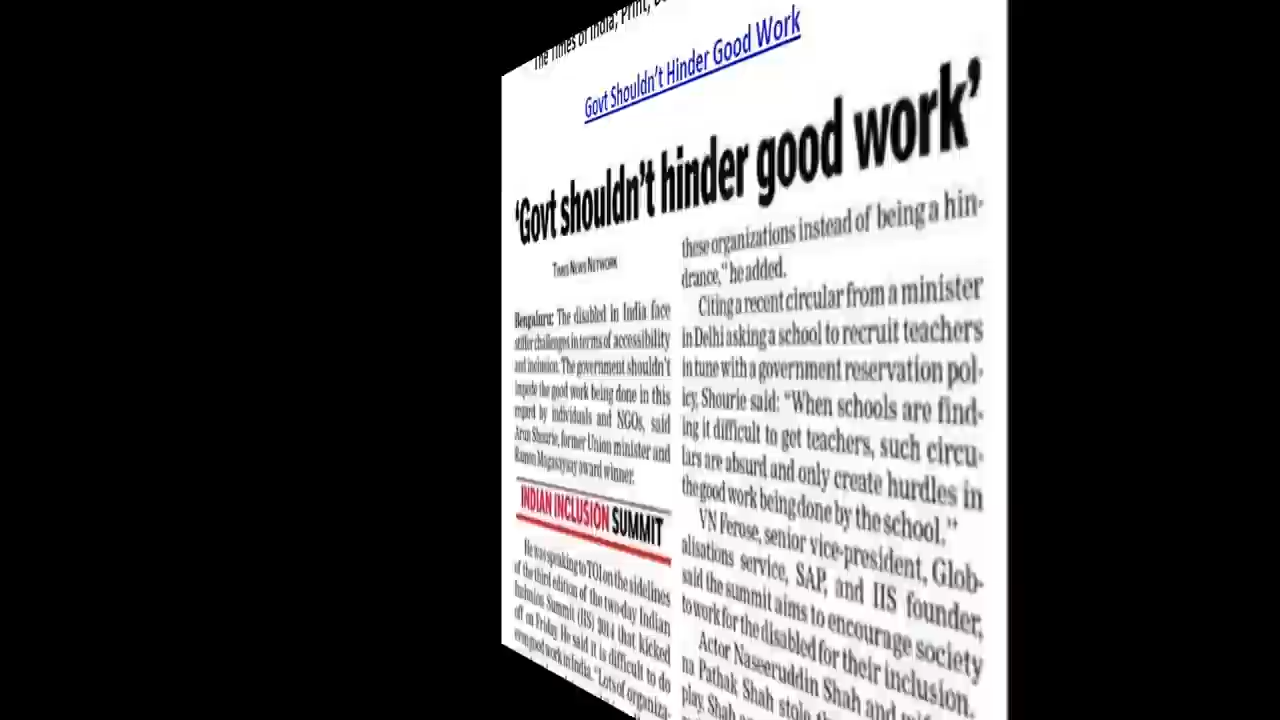 The Times of India; Print,
Govt Shouldn't Hinder Good Work
'Govt shouldn't hinder good work'
TIMES NEWS NETWORK
Bengaluru: The disabled in India face
stiffer challenges in terms of accessibility
and inclusion. The government shouldn't
impede the good work being done in this
regard by individuals and NGOs, said
Arun Shourie, former Union minister and
Ramon Magasaysay award winner.
INDIAN INCLUSION SUMMIT
He was speaking to TOI on the sidelines
of the third edition of the two-day Indian
Inclusion Summit (IIS) 2014 that kicked
off on Friday. He said it is difficult to do
good work in India. "Lots of organiza-
these organizations instead of being a hin-
drance," he added.
Citing a recent circular from a minister
in Delhi asking a school to recruit teachers
in tune with a government reservation pol-
icy, Shourie said: "When schools are find-
ing it difficult to get teachers, such circu-
lars are absurd and only create hurdles in
the good work being done by the school."
VN Ferose, senior vice-president, Glob-
alisations service, SAP, and IIS founder,
said the summit aims to encourage society
to work for the disabled for their inclusion.
Actor Naseeruddin Shah and wife
na Pathak Shah stole
play. Shah